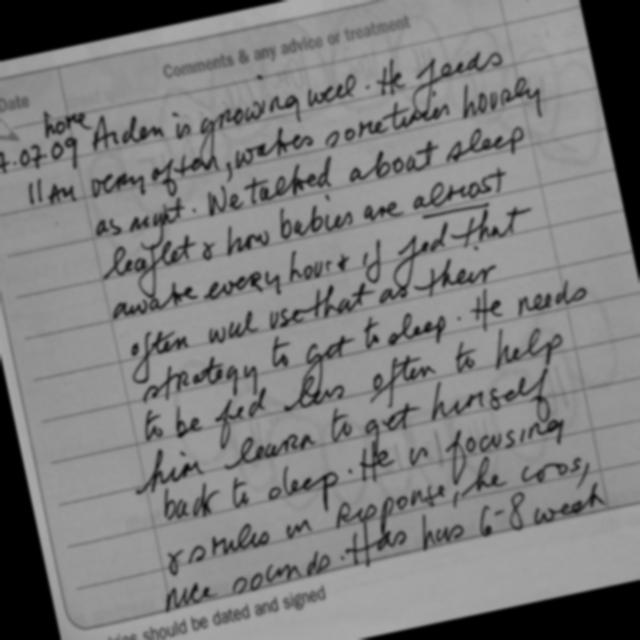 Comments & any advice or treatment
Date
home Aiden is growing well. He feeds
7.07.09 very often, wakes sometimes hourly
11 Am as night. We talked about sleep
leaflet & how babies are almost
awake every hour & if feed that
often will use that as their
strategy to get to sleep. He needs
to be fed less often to help
him learn to get himself
back to sleep. He is focusing
& smiles in response, he coos,
nice sounds. Has his 6-8 week
should be dated and signed